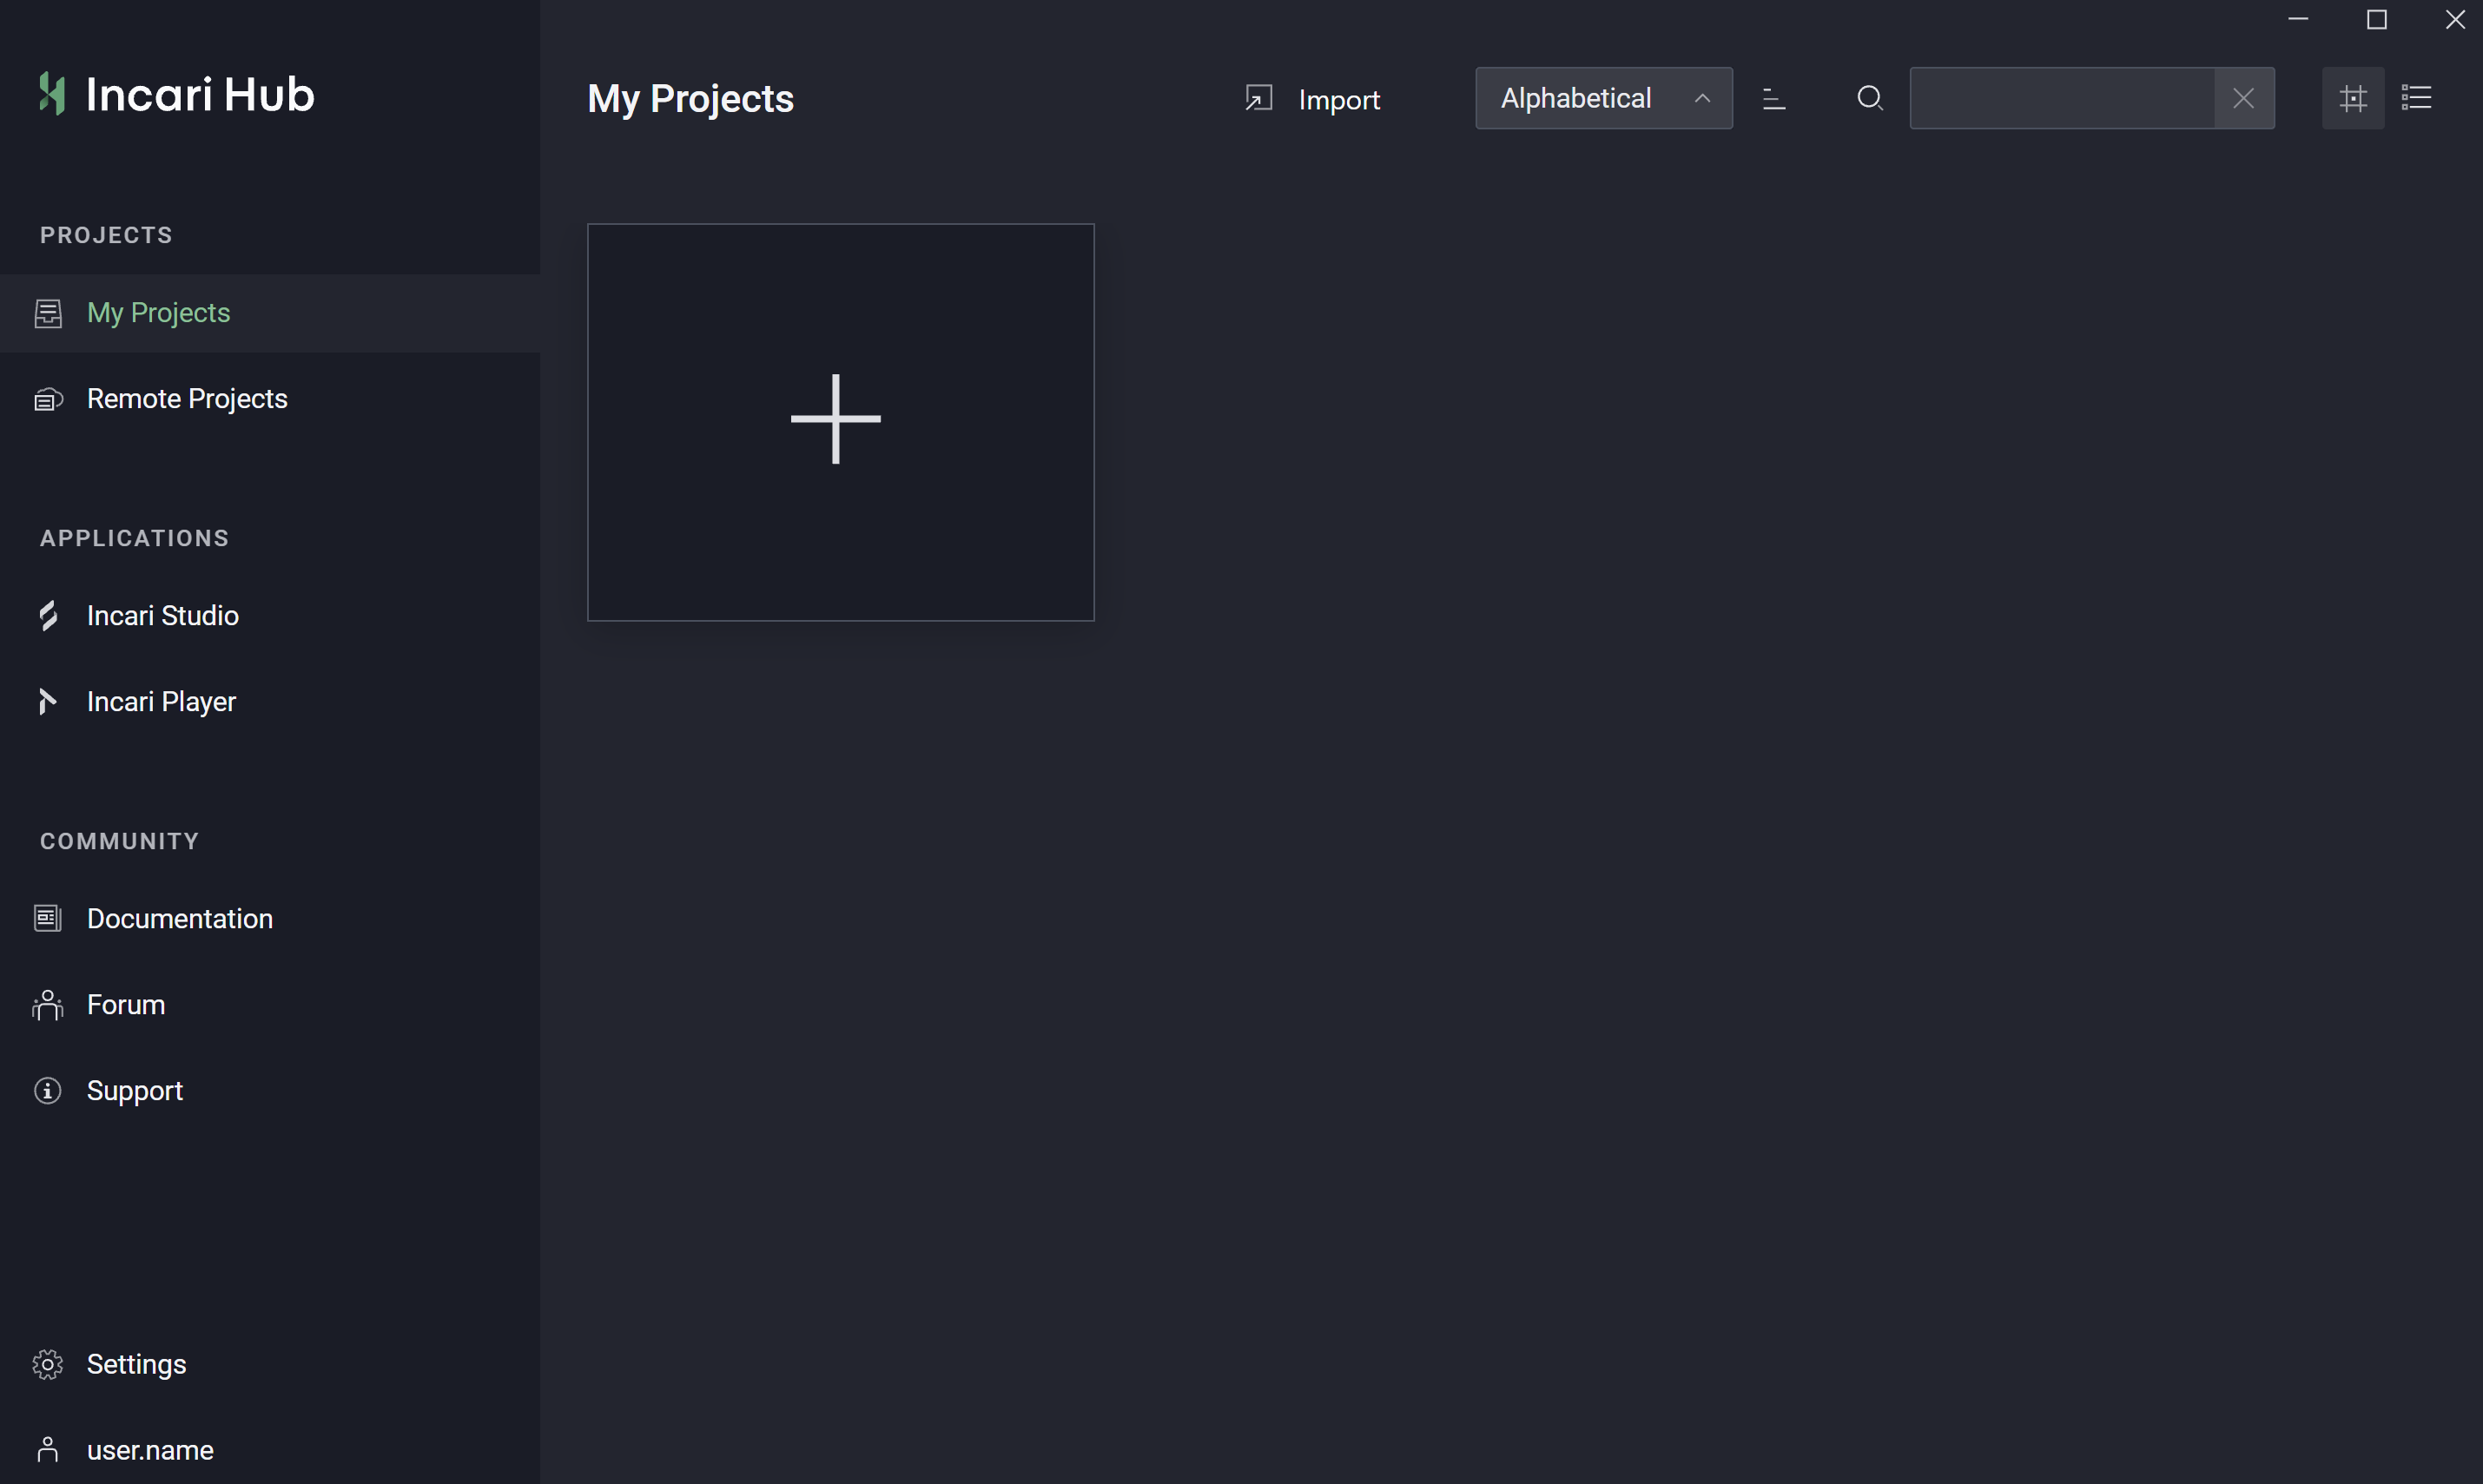 Incari Hub
My Projects
Import
Alphabetical
PROJECTS
My Projects
Remote Projects
APPLICATIONS
Incari Studio
Incari Player
COMMUNITY
Documentation
Forum
Support
Settings
user.name